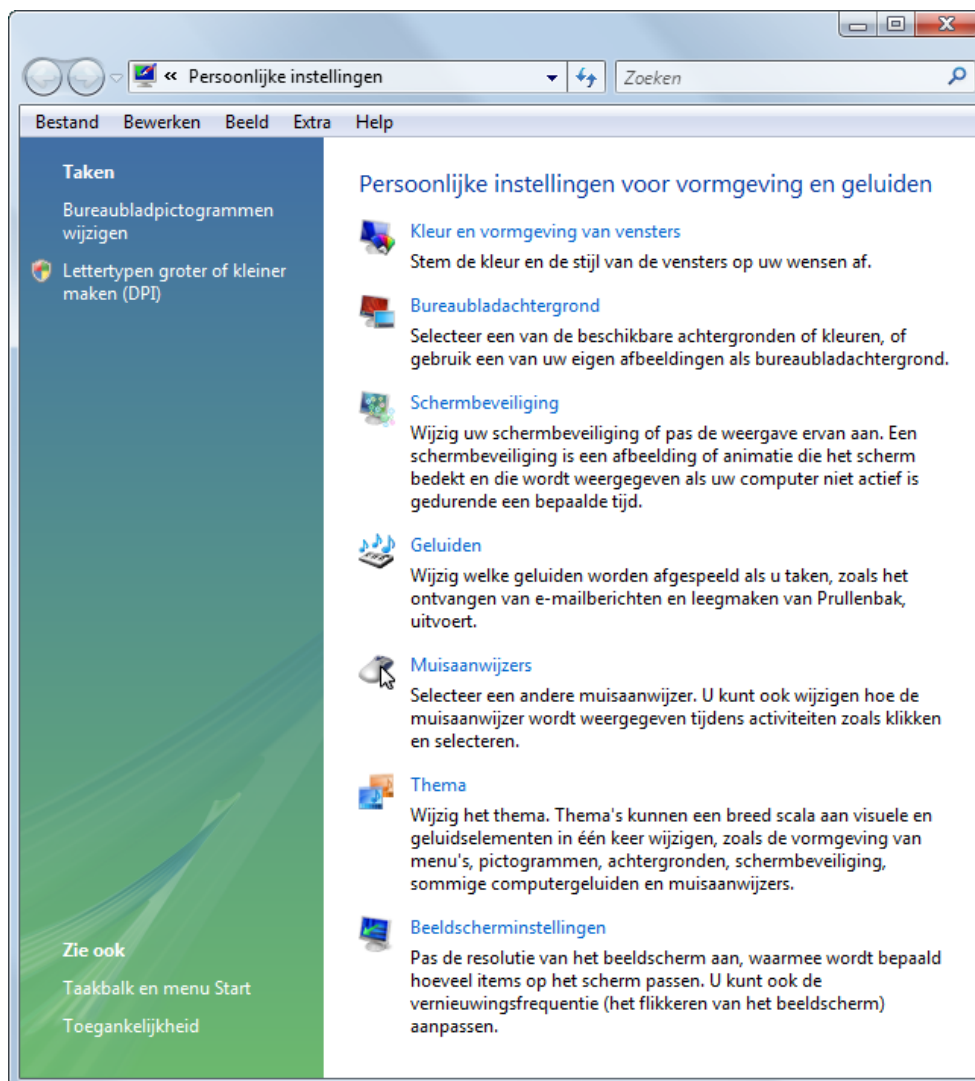 « Persoonlijke instellingen
Zoeken
Bestand Bewerken Beeld Extra Help
Taken
Bureaubladpictogrammen
wijzigen
Lettertypen groter of kleiner
maken (DPI)
Persoonlijke instellingen voor vormgeving en geluiden
Kleur en vormgeving van vensters
Stem de kleur en de stijl van de vensters op uw wensen af.
Bureaubladachtergrond
Selecteer een van de beschikbare achtergronden of kleuren, of
gebruik een van uw eigen afbeeldingen als bureaubladachtergrond.
Schermbeveiliging
Wijzig uw schermbeveiliging of pas de weergave ervan aan. Een
schermbeveiliging is een afbeelding of animatie die het scherm
bedekt en die wordt weergegeven als uw computer niet actief is
gedurende een bepaalde tijd.
Geluiden
Wijzig welke geluiden worden afgespeeld als u taken, zoals het
ontvangen van e-mailberichten en leegmaken van Prullenbak,
uitvoert.
Muisaanwijzers
Selecteer een andere muisaanwijzer. U kunt ook wijzigen hoe de
muisaanwijzer wordt weergegeven tijdens activiteiten zoals klikken
en selecteren.
Thema
Wijzig het thema. Thema's kunnen een breed scala aan visuele en
geluidselementen in één keer wijzigen, zoals de vormgeving van
menu's, pictogrammen, achtergronden, schermbeveiliging,
sommige computergeluiden en muisaanwijzers.
Beeldscherminstellingen
Pas de resolutie van het beeldscherm aan, waarmee wordt bepaald
hoeveel items op het scherm passen. U kunt ook de
vernieuwingsfrequentie (het flikkeren van het beeldscherm)
aanpassen.
Zie ook
Taakbalk en menu Start
Toegankelijkheid